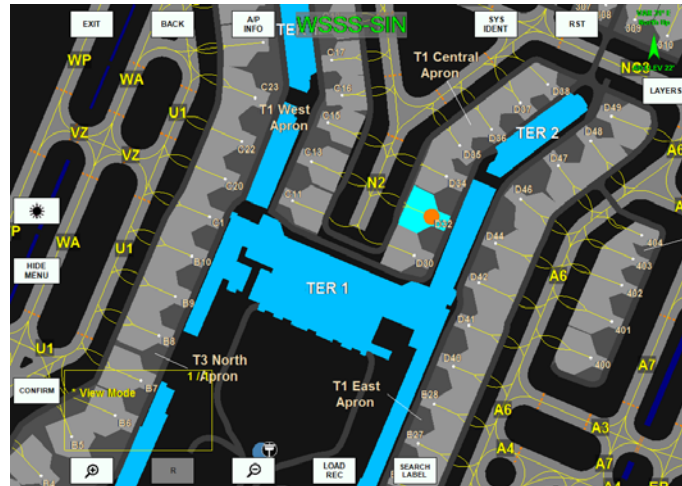 EXIT
BACK
A/P
INFO
WSSS-SIN
SYS
IDENT
RST
LAYERS
WP
WA
U1
C23
C17
C16
T1 Central
Apron
D38
D37
D36
D35
D34
NC3
D49
D48
D47
D46
A6
T1 West
Apron
C15
C13
C11
VZ
VZ
C22
C20
C1
N2
TER 2
D32
D30
D44
D42
D41
D40
404
403
402
401
400
WA
U1
B10
B9
B8
B7
B6
B5
TER 1
A6
A7
HIDE
MENU
U1
T3 North
Apron
1 /
* View Mode
CONFIRM
T1 East
Apron
B28
B27
A6
A4
A3
A7
R
LOAD
REC
SEARCH
LABEL